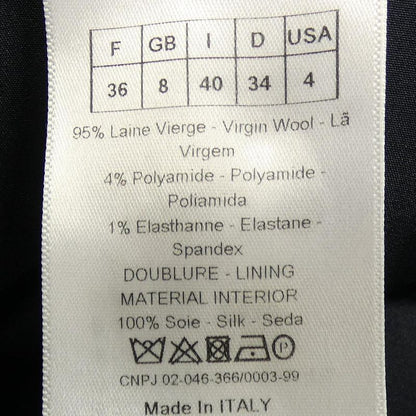 F GB I D USA
36 8 40 34 4
95% Laine Vierge - Virgin Wool - Lã
Virgem
4% Polyamide - Polyamide -
Poliamida
1% Elasthanne - Elastane -
Spandex
DOUBLURE - LINING
MATERIAL INTERIOR
100% Soie - Silk - Seda
P
CNPJ 02-046-366/0003-99
Made In ITALY